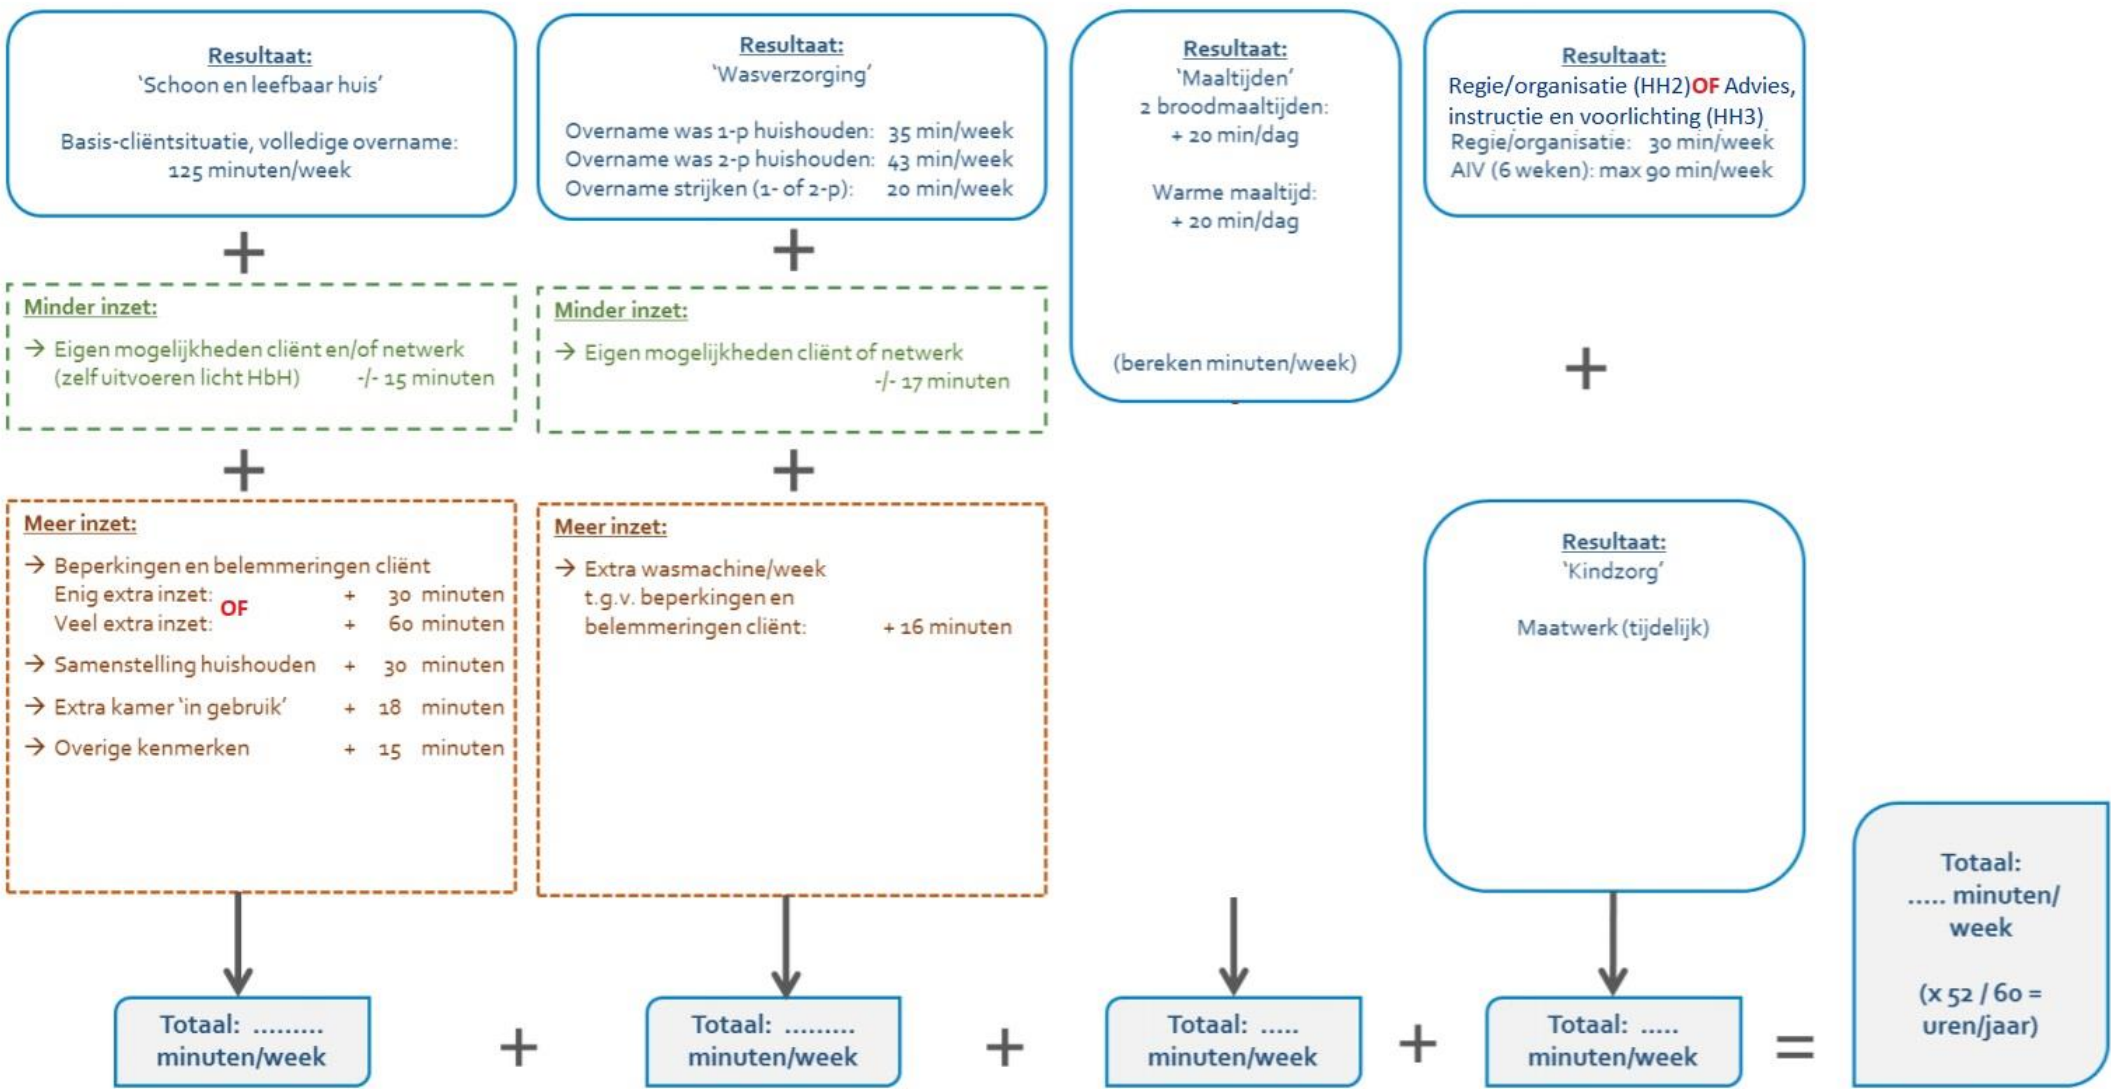 Resultaat:
'Schoon en leefbaar huis'
Basis-cliëntsituatie, volledige overname:
125 minuten/week
+
Minder inzet:
→ Eigen mogelijkheden cliënt en/of netwerk
(zelf uitvoeren licht HbH) -/- 15 minuten
+
Meer inzet:
→ Beperkingen en belemmeringen cliënt
Enig extra inzet: + 30 minuten
OF
Veel extra inzet: + 60 minuten
→ Samenstelling huishouden + 30 minuten
→ Extra kamer 'in gebruik' + 18 minuten
→ Overige kenmerken + 15 minuten
Totaal: .........
minuten/week
+
Resultaat:
'Wasverzorging'
Overname was 1-p huishouden: 35 min/week
Overname was 2-p huishouden: 43 min/week
Overname strijken (1- of 2-p): 20 min/week
+
Minder inzet:
→ Eigen mogelijkheden cliënt of netwerk
-/- 17 minuten
+
Meer inzet:
→ Extra wasmachine/week
t.g.v. beperkingen en
belemmeringen cliënt: + 16 minuten
Totaal: .........
minuten/week
+
Resultaat:
'Maaltijden'
2 broodmaaltijden:
+ 20 min/dag
Warme maaltijd:
+ 20 min/dag
(bereken minuten/week)
Totaal: .....
minuten/week
+
Resultaat:
Regie/organisatie (HH2)OF Advies,
instructie en voorlichting (HH3)
Regie/organisatie: 30 min/week
AIV (6 weken): max 90 min/week
+
Resultaat:
'Kindzorg'
Maatwerk (tijdelijk)
Totaal: .....
minuten/week
=
Totaal:
..... minuten/
week
(x 52 / 60 =
uren/jaar)